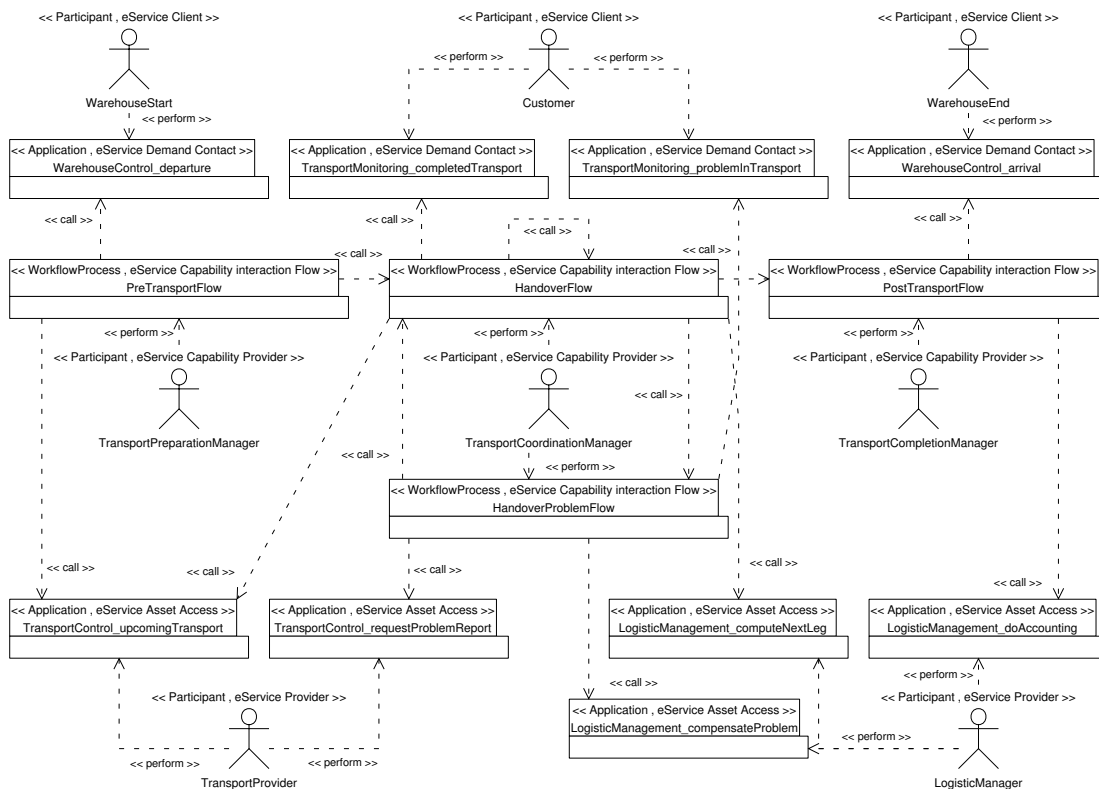 << Participant , eService Client >>
<< Participant , eService Client >>
<< Participant , eService Client >>
<< perform >>
<< perform >>
WarehouseStart
Customer
WarehouseEnd
<< perform >>
<< perform >>
<< Application , eService Demand Contact >>
WarehouseControl_departure
<< Application , eService Demand Contact >>
TransportMonitoring_completedTransport
<< Application , eService Demand Contact >>
TransportMonitoring_problemInTransport
<< Application , eService Demand Contact >>
WarehouseControl_arrival
<< call >>
<< call >>
<< call >>
<< call >>
<< call >>
<< call >>
<< WorkflowProcess , eService Capability interaction Flow >>
PreTransportFlow
<< WorkflowProcess , eService Capability interaction Flow >>
HandoverFlow
<< WorkflowProcess , eService Capability interaction Flow >>
PostTransportFlow
<< perform >>
<< perform >>
<< perform >>
<< Participant , eService Capability Provider >>
<< Participant , eService Capability Provider >>
<< Participant , eService Capability Provider >>
<< call >>
TransportPreparationManager
TransportCoordinationManager
TransportCompletionManager
<< call >>
<< perform >>
<< WorkflowProcess , eService Capability interaction Flow >>
HandoverProblemFlow
<< call >>
<< call >>
<< call >>
<< call >>
<< call >>
<< Application , eService Asset Access >>
TransportControl_upcomingTransport
<< Application , eService Asset Access >>
TransportControl_requestProblemReport
<< Application , eService Asset Access >>
LogisticManagement_computeNextLeg
<< Application , eService Asset Access >>
LogisticManagement_doAccounting
<< call >>
<< perform >>
<< Participant , eService Provider >>
<< Application , eService Asset Access >>
LogisticManagement_compensateProblem
<< Participant , eService Provider >>
<< perform >>
<< perform >>
<< perform >>
TransportProvider
LogisticManager